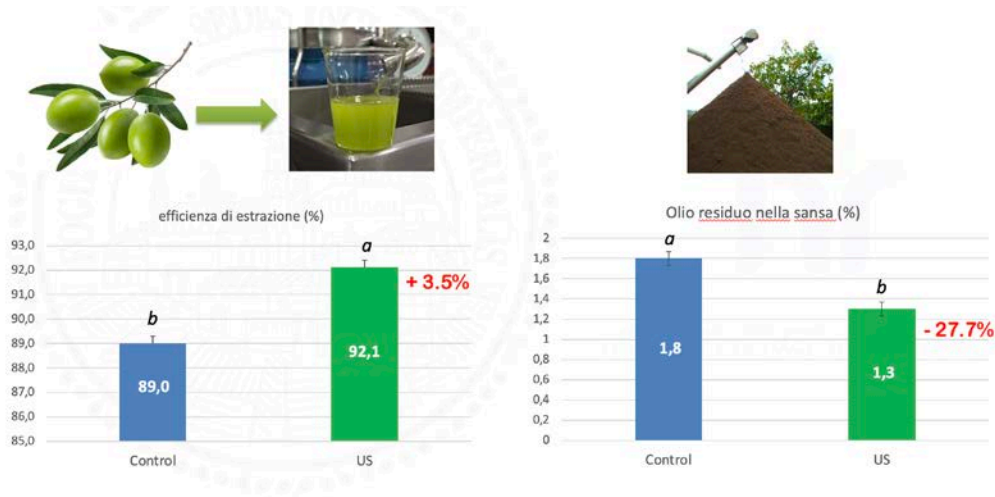 efficienza di estrazione (%)
93,0
92,0
91,0
90,0
89,0
88,0
87,0
86,0
85,0
b
a
+ 3.5%
89,0
92,1
Control
US
Olio residuo nella sansa (%)
2
1,8
1,6
1,4
1,2
1
0,8
0,6
0,4
0,2
0
a
b
- 27.7%
1,8
1,3
Control
US